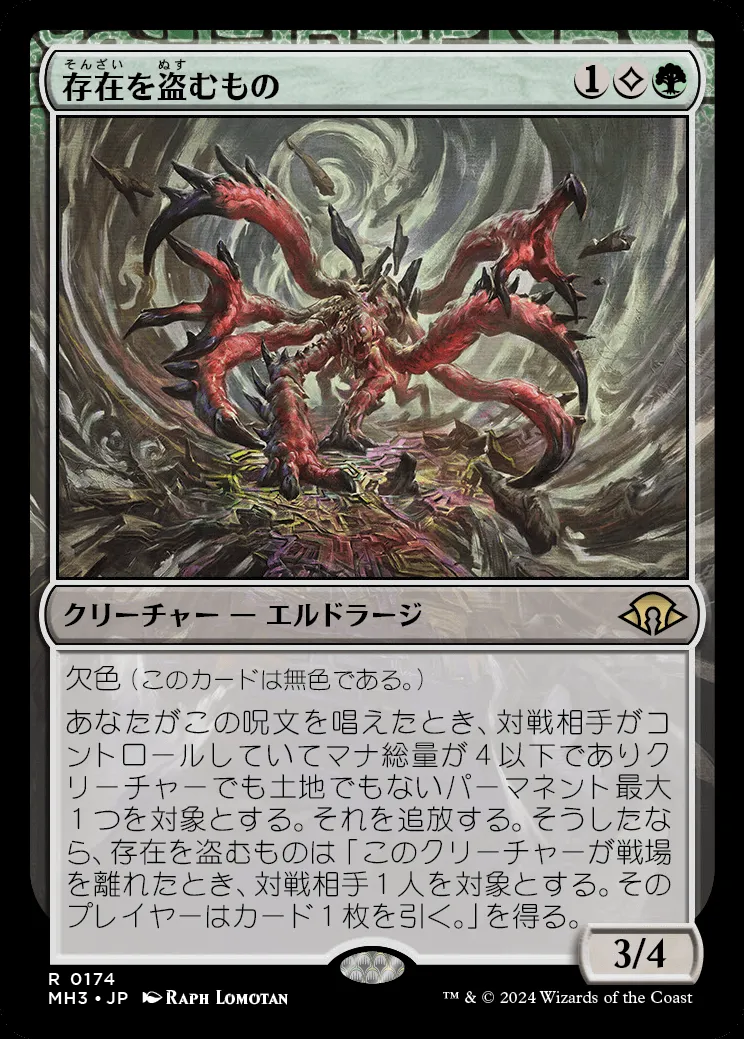 そんざい ぬす
存在を盗むもの
1
クリーチャー — エルドラージ
欠色（このカードは無色である。）
あなたがこの呪文を唱えたとき、対戦相手がコ
ントロールしていてマナ総量が４以下でありク
リーチャーでも土地でもないパーマネント最大
１つを対象とする。それを追放する。そうしたな
ら、存在を盗むものは「このクリーチャーが戦場
を離れたとき、対戦相手１人を対象とする。その
プレイヤーはカード１枚を引く。」を得る。
3/4
R 0174
MH3 • JP Raph Lomotan
™ & © 2024 Wizards of the Coast